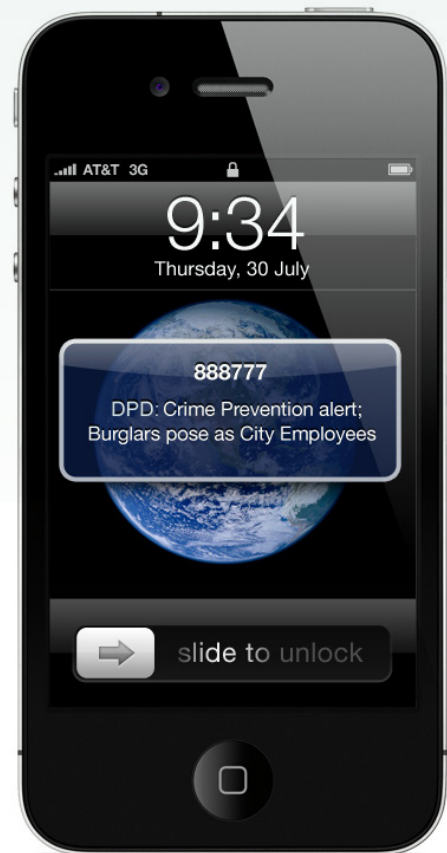 AT&T 3G
9:34
Thursday, 30 July
888777
DPD: Crime Prevention alert;
Burglars pose as City Employees
slide to unlock